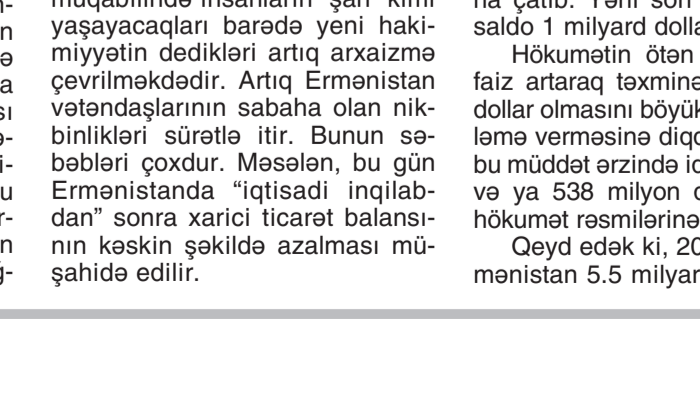 n
ə
a
sı
ə-
i-
u
r-
n
ğ-
müqabilində insanların şah kimi
yaşayacaqları barədə yeni haki-
miyyətin dedikləri artıq arxaizmə
çevrilməkdədir. Artıq Ermənistan
vətəndaşlarının sabaha olan nik-
binlikləri sürətlə itir. Bunun sə-
bəbləri çoxdur. Məsələn, bu gün
Ermənistanda “iqtisadi inqilab-
dan” sonra xarici ticarət balansı-
nın kəskin şəkildə azalması mü-
şahidə edilir.
na çatıb. Yəni son
saldo 1 milyard dolla
Hökumətin ötən
faiz artaraq təxminə
dollar olmasını böyük
ləmə verməsinə diqq
bu müddət ərzində id
və ya 538 milyon
hökumət rəsmilərinə
Qeyd edək ki, 20
mənistan 5.5 milyar